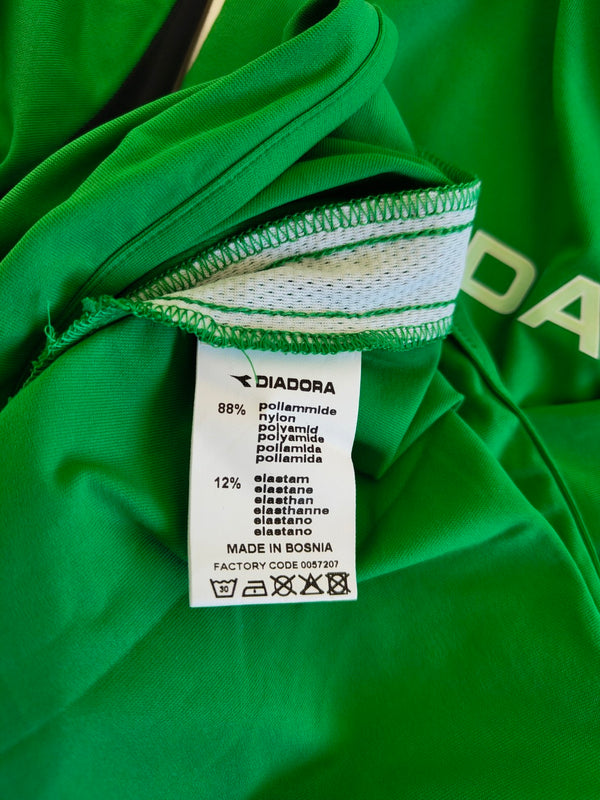 DA
DIADORA
88% poliammide
nylon
polyamid
polyamide
poliamida
poliamida
12% elastam
elastane
elasthan
elasthanne
elastano
elastano
MADE IN BOSNIA
FACTORY CODE 0057207
30